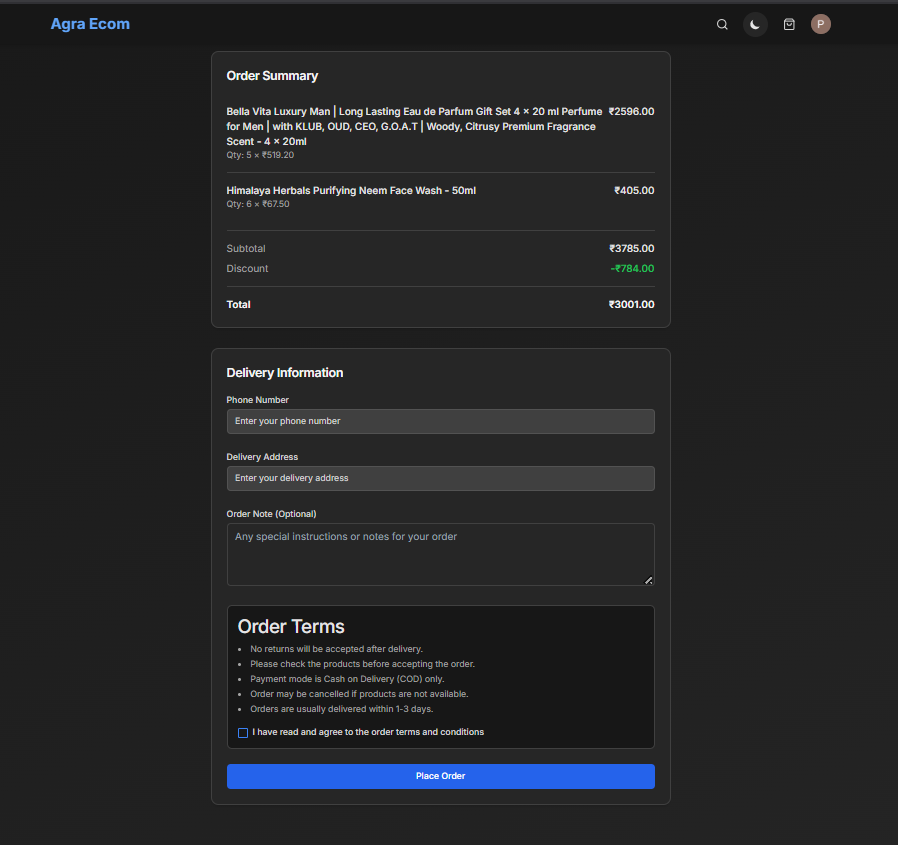 Agra Ecom
P
Order Summary
Bella Vita Luxury Man | Long Lasting Eau de Parfum Gift Set 4 × 20 ml Perfume ₹2596.00
for Men | with KLUB, OUD, CEO, G.O.A.T | Woody, Citrusy Premium Fragrance
Scent - 4 × 20ml
Qty: 5 × ₹519.20
Himalaya Herbals Purifying Neem Face Wash - 50ml ₹405.00
Qty: 6 × ₹67.50
Subtotal ₹3785.00
Discount -₹784.00
Total ₹3001.00
Delivery Information
Phone Number
Enter your phone number
Delivery Address
Enter your delivery address
Order Note (Optional)
Any special instructions or notes for your order
Order Terms
• No returns will be accepted after delivery.
• Please check the products before accepting the order.
• Payment mode is Cash on Delivery (COD) only.
• Order may be cancelled if products are not available.
• Orders are usually delivered within 1-3 days.
I have read and agree to the order terms and conditions
Place Order